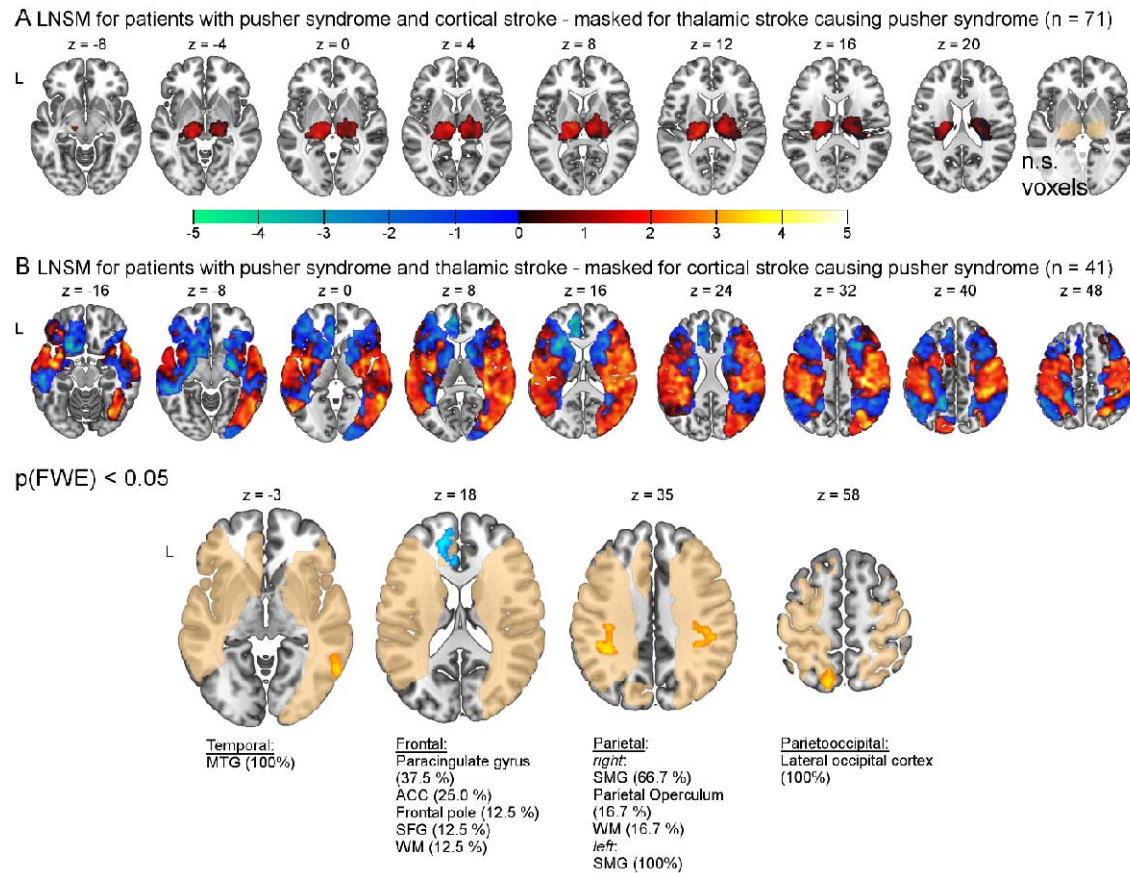 A LNSM for patients with pusher syndrome and cortical stroke - masked for thalamic stroke causing pusher syndrome (n = 71)
z = -8 z = -4 z = 0 z = 4 z = 8 z = 12 z = 16 z = 20
L
n.s.
voxels
-5 -4 -3 -2 -1 0 1 2 3 4 5
B LNSM for patients with pusher syndrome and thalamic stroke - masked for cortical stroke causing pusher syndrome (n = 41)
z = -16 z = -8 z = 0 z = 8 z = 16 z = 24 z = 32 z = 40 z = 48
L
p(FWE) < 0.05
z = -3 z = 18 z = 35 z = 58
L
Temporal:
MTG (100%)
Frontal:
Paracingulate gyrus
(37.5 %)
ACC (25.0 %)
Frontal pole (12.5 %)
SFG (12.5 %)
WM (12.5 %)
Parietal:
right:
SMG (66.7 %)
Parietal Operculum
(16.7 %)
WM (16.7 %)
left:
SMG (100%)
Parietooccipital:
Lateral occipital cortex
(100%)